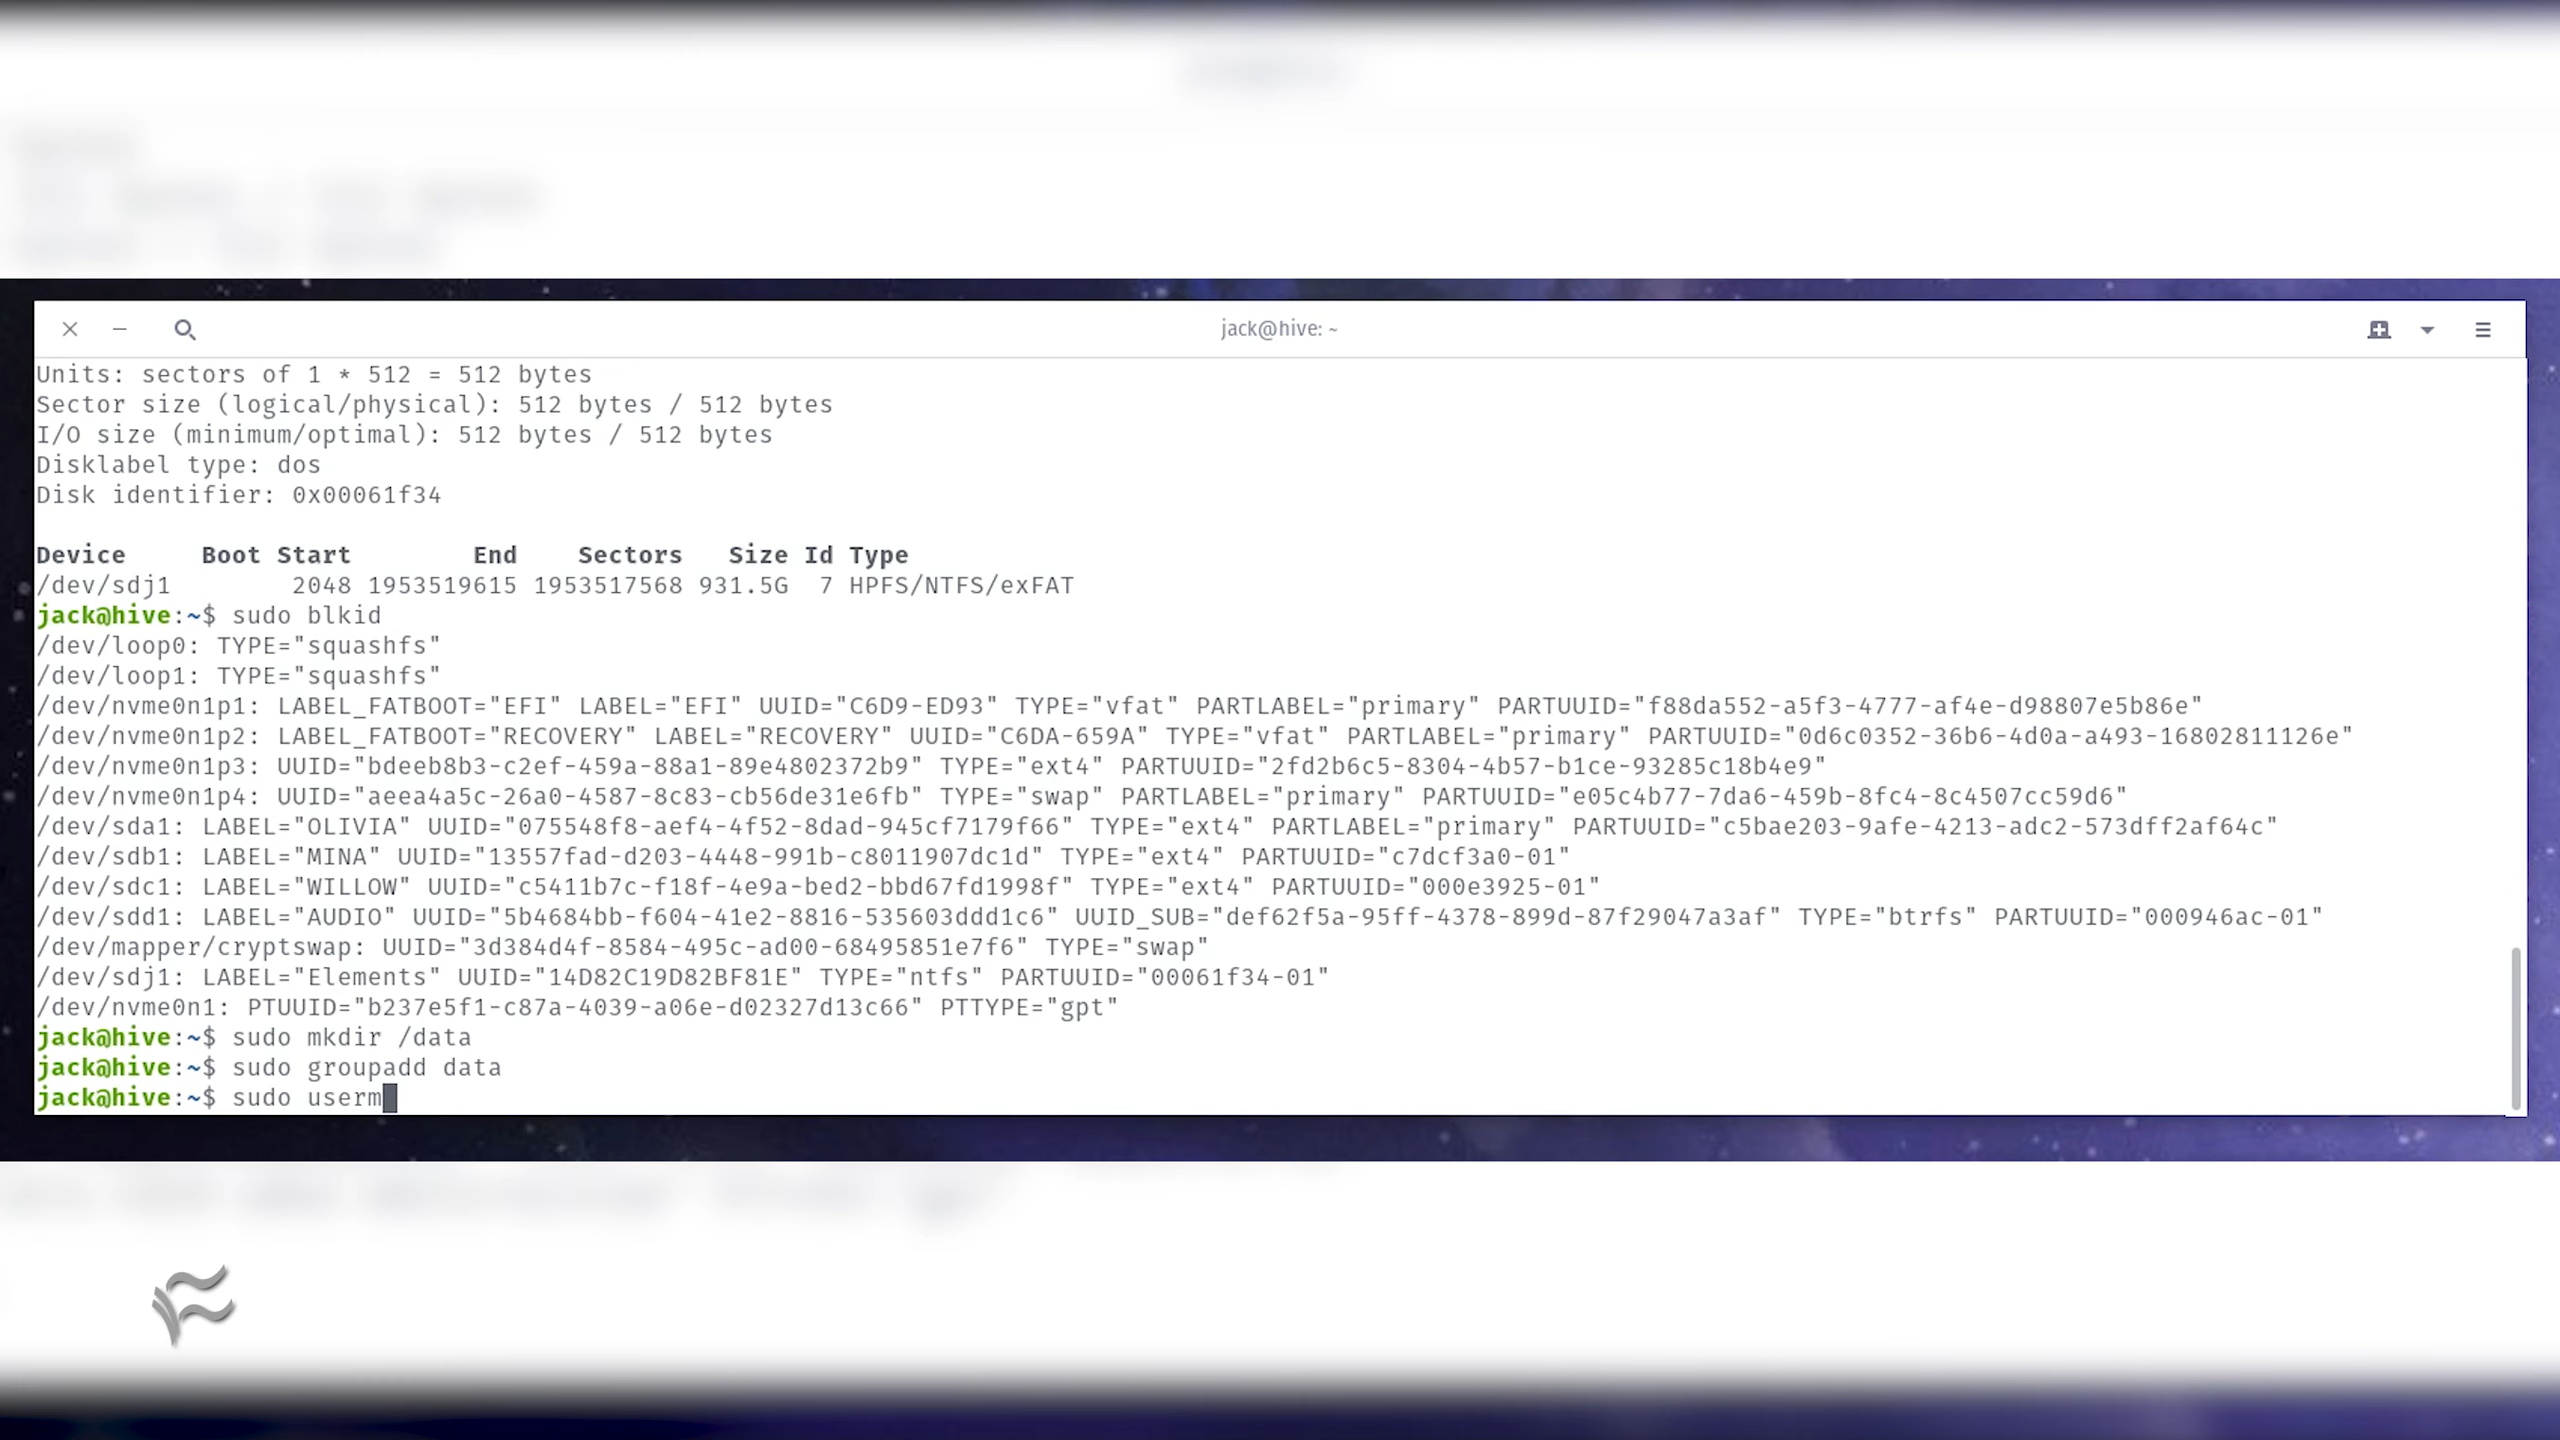 jack@hive: ~
Units: sectors of 1 * 512 = 512 bytes
Sector size (logical/physical): 512 bytes / 512 bytes
I/O size (minimum/optimal): 512 bytes / 512 bytes
Disklabel type: dos
Disk identifier: 0x00061f34
Device     Boot Start        End    Sectors   Size Id Type
/dev/sdj1        2048 1953519615 1953517568 931.5G  7 HPFS/NTFS/exFAT
jack@hive:~$ sudo blkid
/dev/loop0: TYPE="squashfs"
/dev/loop1: TYPE="squashfs"
/dev/nvme0n1p1: LABEL_FATBOOT="EFI" LABEL="EFI" UUID="C6D9-ED93" TYPE="vfat" PARTLABEL="primary" PARTUUID="f88da552-a5f3-4777-af4e-d98807e5b86e"
/dev/nvme0n1p2: LABEL_FATBOOT="RECOVERY" LABEL="RECOVERY" UUID="C6DA-659A" TYPE="vfat" PARTLABEL="primary" PARTUUID="0d6c0352-36b6-4d0a-a493-16802811126e"
/dev/nvme0n1p3: UUID="bdeeb8b3-c2ef-459a-88a1-89e4802372b9" TYPE="ext4" PARTUUID="2fd2b6c5-8304-4b57-b1ce-93285c18b4e9"
/dev/nvme0n1p4: UUID="aeea4a5c-26a0-4587-8c83-cb56de31e6fb" TYPE="swap" PARTLABEL="primary" PARTUUID="e05c4b77-7da6-459b-8fc4-8c4507cc59d6"
/dev/sda1: LABEL="OLIVIA" UUID="075548f8-aef4-4f52-8dad-945cf7179f66" TYPE="ext4" PARTLABEL="primary" PARTUUID="c5bae203-9afe-4213-adc2-573dff2af64c"
/dev/sdb1: LABEL="MINA" UUID="13557fad-d203-4448-991b-c8011907dc1d" TYPE="ext4" PARTUUID="c7dcf3a0-01"
/dev/sdc1: LABEL="WILLOW" UUID="c5411b7c-f18f-4e9a-bed2-bbd67fd1998f" TYPE="ext4" PARTUUID="000e3925-01"
/dev/sdd1: LABEL="AUDIO" UUID="5b4684bb-f604-41e2-8816-535603ddd1c6" UUID_SUB="def62f5a-95ff-4378-899d-87f29047a3af" TYPE="btrfs" PARTUUID="000946ac-01"
/dev/mapper/cryptswap: UUID="3d384d4f-8584-495c-ad00-68495851e7f6" TYPE="swap"
/dev/sdj1: LABEL="Elements" UUID="14D82C19D82BF81E" TYPE="ntfs" PARTUUID="00061f34-01"
/dev/nvme0n1: PTUUID="b237e5f1-c87a-4039-a06e-d02327d13c66" PTTYPE="gpt"
jack@hive:~$ sudo mkdir /data
jack@hive:~$ sudo groupadd data
jack@hive:~$ sudo userm